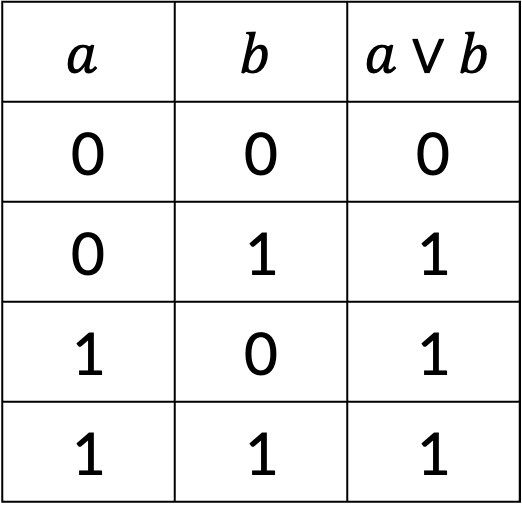 a b a ∨ b
0 0 0
0 1 1
1 0 1
1 1 1